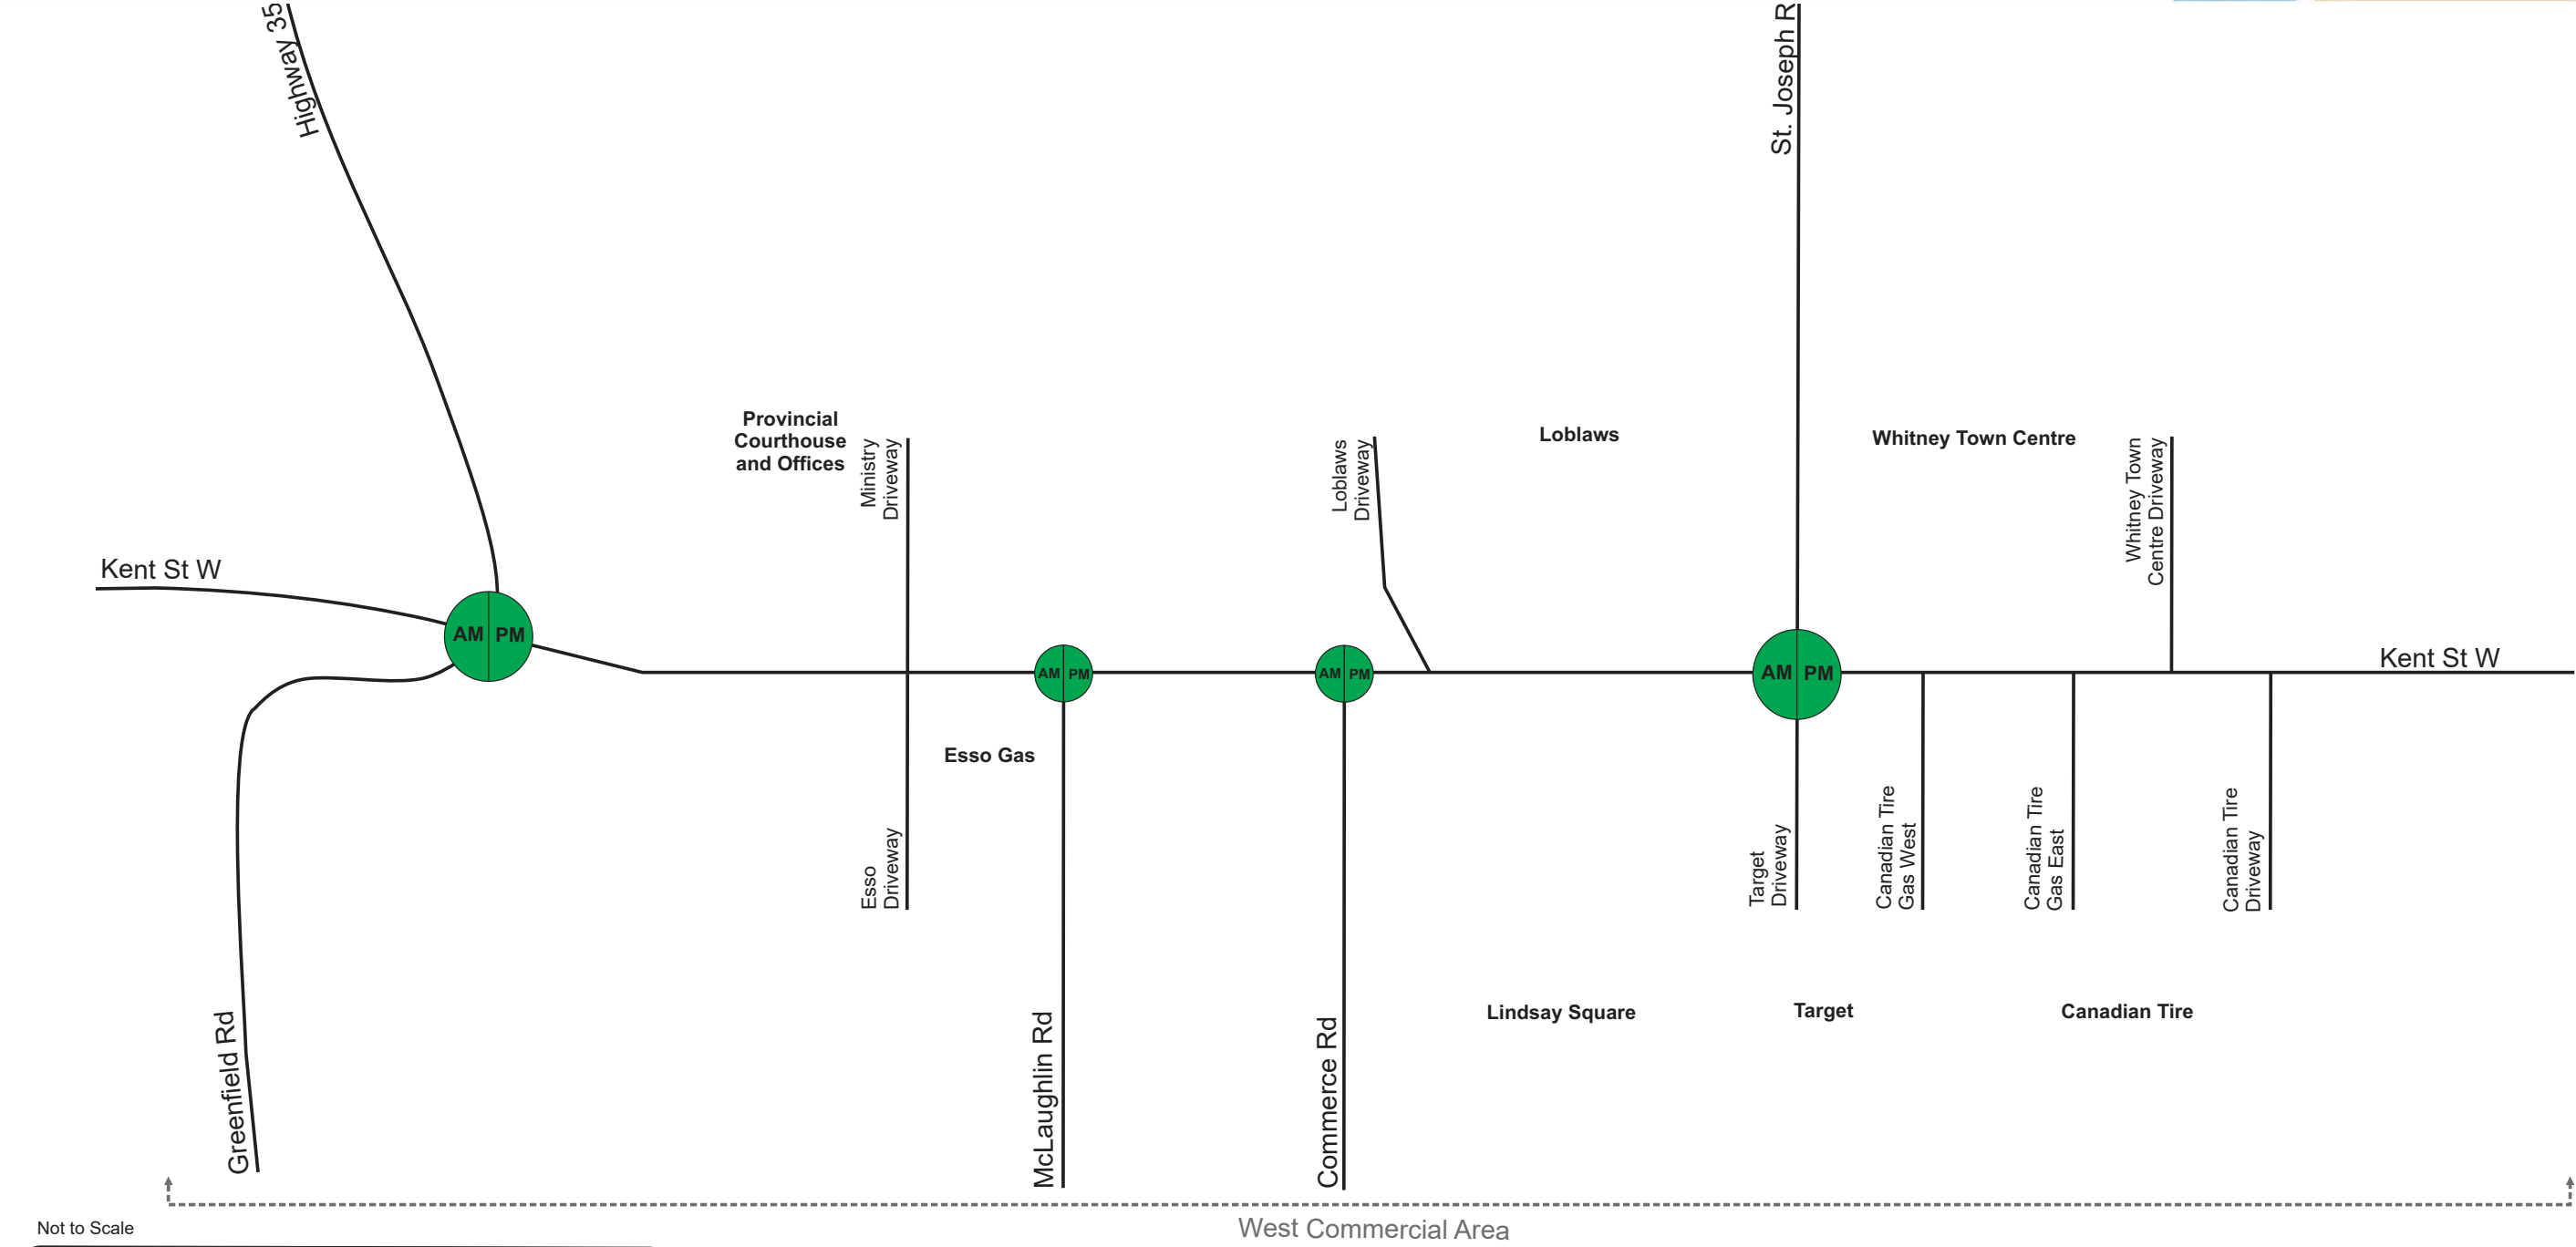 Highway 35
St. Joseph R
Provincial
Courthouse
and Offices
Ministry
Driveway
Loblaws
Driveway
Loblaws
Whitney Town Centre
Whitney Town
Centre Driveway
Kent St W
AM PM
AM PM
AM PM
AM PM
Kent St W
Esso Gas
Esso
Driveway
Target
Driveway
Canadian Tire
Gas West
Canadian Tire
Gas East
Canadian Tire
Driveway
Greenfield Rd
McLaughlin Rd
Commerce Rd
Lindsay Square
Target
Canadian Tire
Not to Scale
West Commercial Area